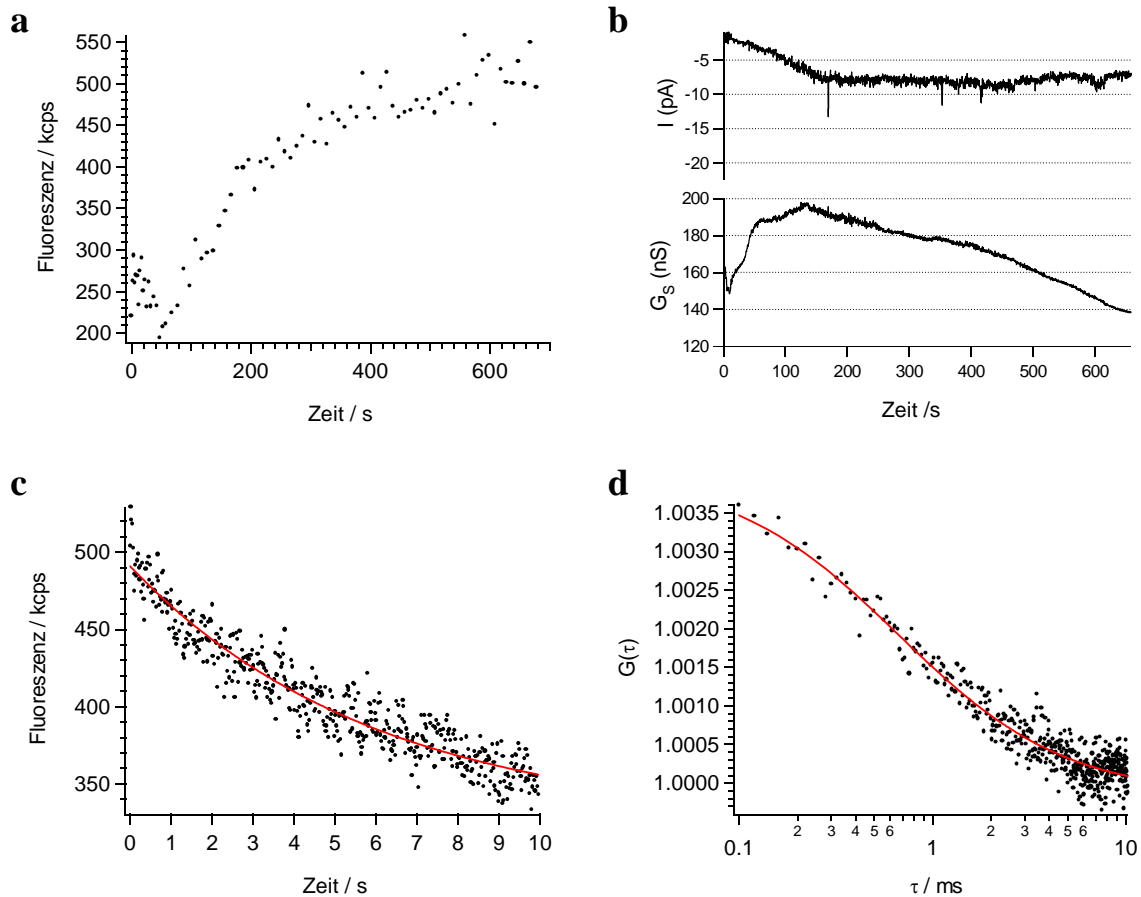 a
550
500
450
400
350
300
250
200
Fluoreszenz / kcps
0 200 400 600
Zeit / s
b
-5
-10
-15
-20
I (pA)
200
180
160
140
120
G_S (nS)
0 100 200 300 400 500 600
Zeit /s
c
500
450
400
350
Fluoreszenz / kcps
0 1 2 3 4 5 6 7 8 9 10
Zeit / s
d
1.0035
1.0030
1.0025
1.0020
1.0015
1.0010
1.0005
1.0000
G(τ)
2 3 4 5 6 2 3 4 5 6
0.1 1 10
τ / ms